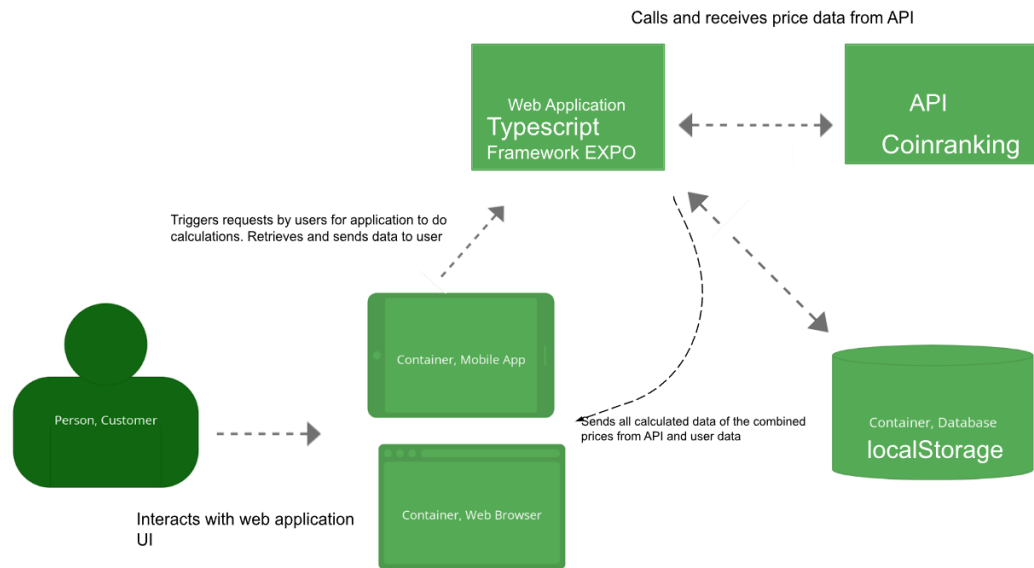 Calls and receives price data from API
Web Application
Typescript
Framework EXPO
API
Coinranking
Triggers requests by users for application to do
calculations. Retrieves and sends data to user
Container, Mobile App
Person, Customer
Sends all calculated data of the combined
prices from API and user data
Container, Database
localStorage
Container, Web Browser
Interacts with web application
UI